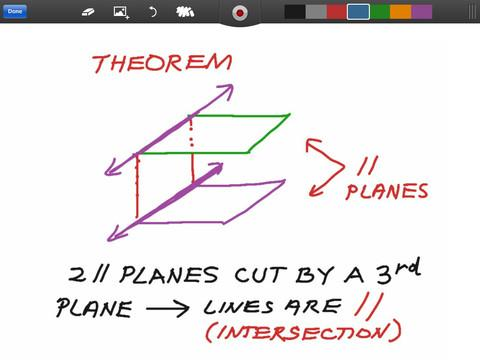 Done
THEOREM
//
PLANES
2 // PLANES CUT BY A 3rd
PLANE → LINES ARE //
(INTERSECTION)